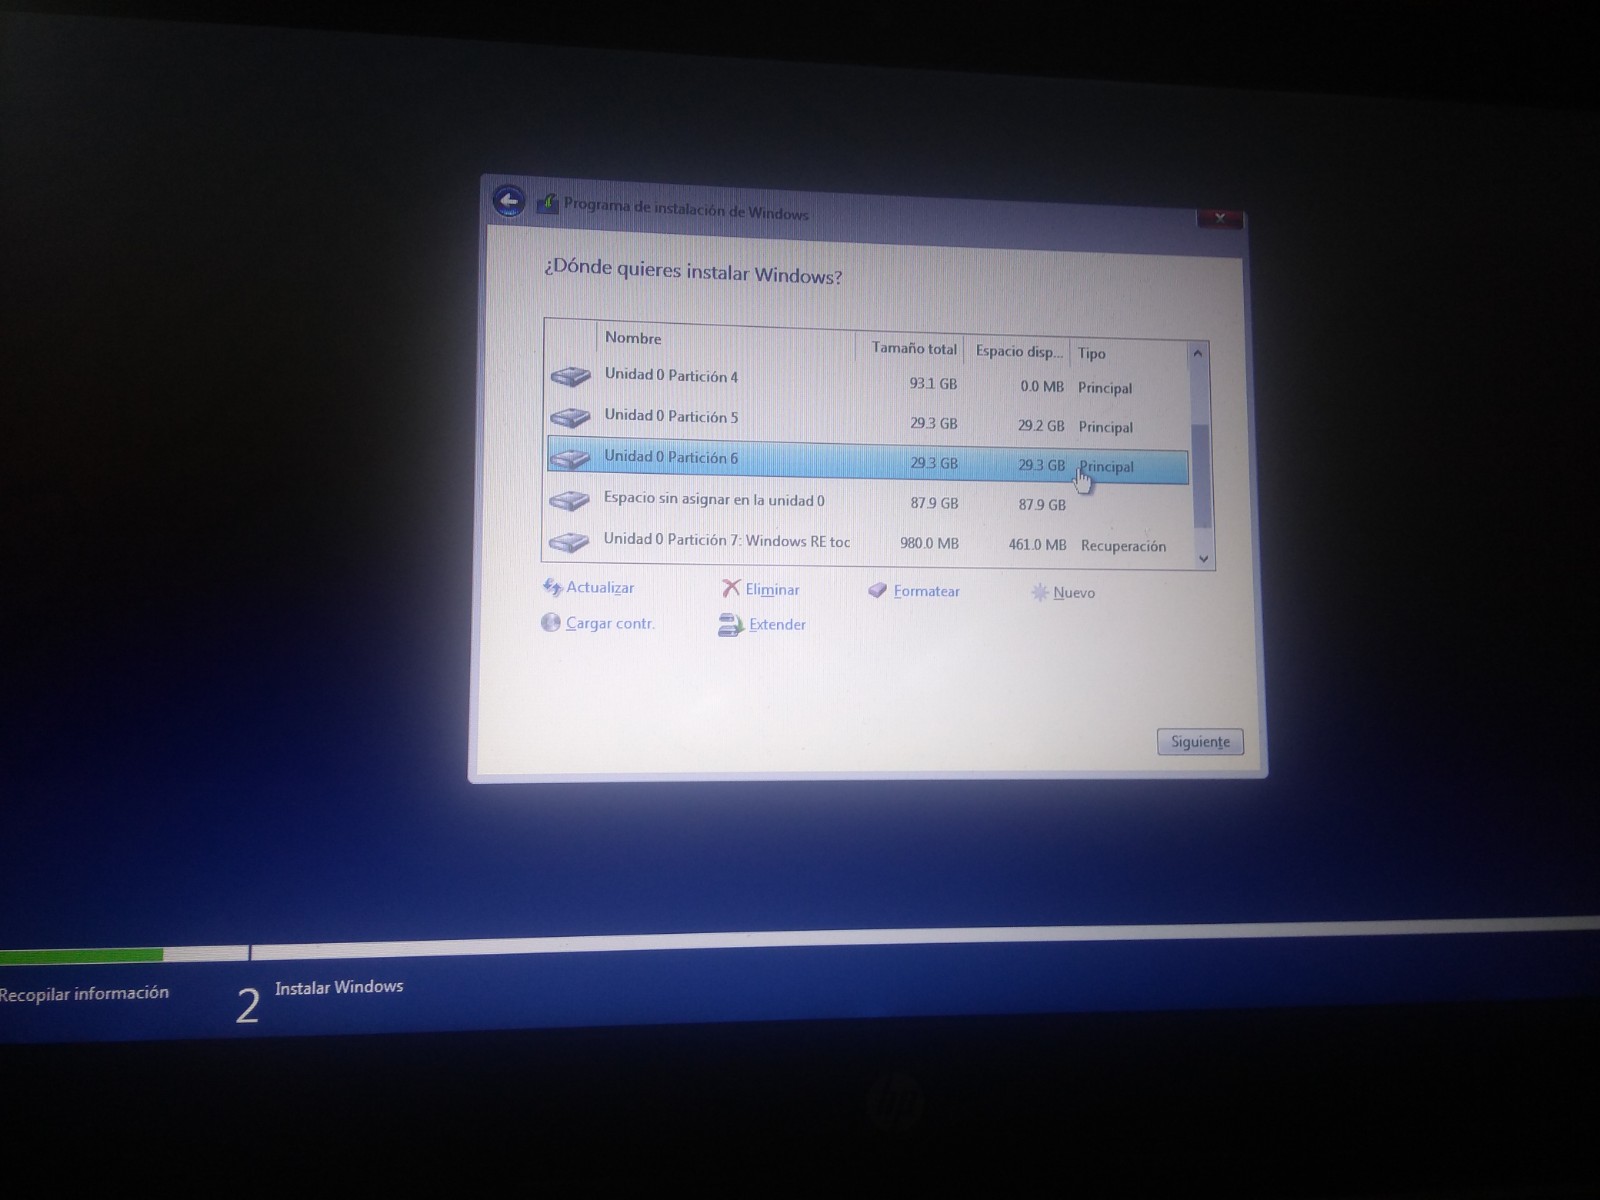 Programa de instalación de Windows
¿Dónde quieres instalar Windows?
Nombre Tamaño total Espacio disp... Tipo
Unidad 0 Partición 4 93.1 GB 0.0 MB Principal
Unidad 0 Partición 5 29.3 GB 29.2 GB Principal
Unidad 0 Partición 6 29.3 GB 29.3 GB Principal
Espacio sin asignar en la unidad 0 87.9 GB 87.9 GB
Unidad 0 Partición 7: Windows RE toc 980.0 MB 461.0 MB Recuperación
Actualizar Eliminar Formatear Nuevo
Cargar contr. Extender
Siguiente
Recopilar información 2 Instalar Windows
hp